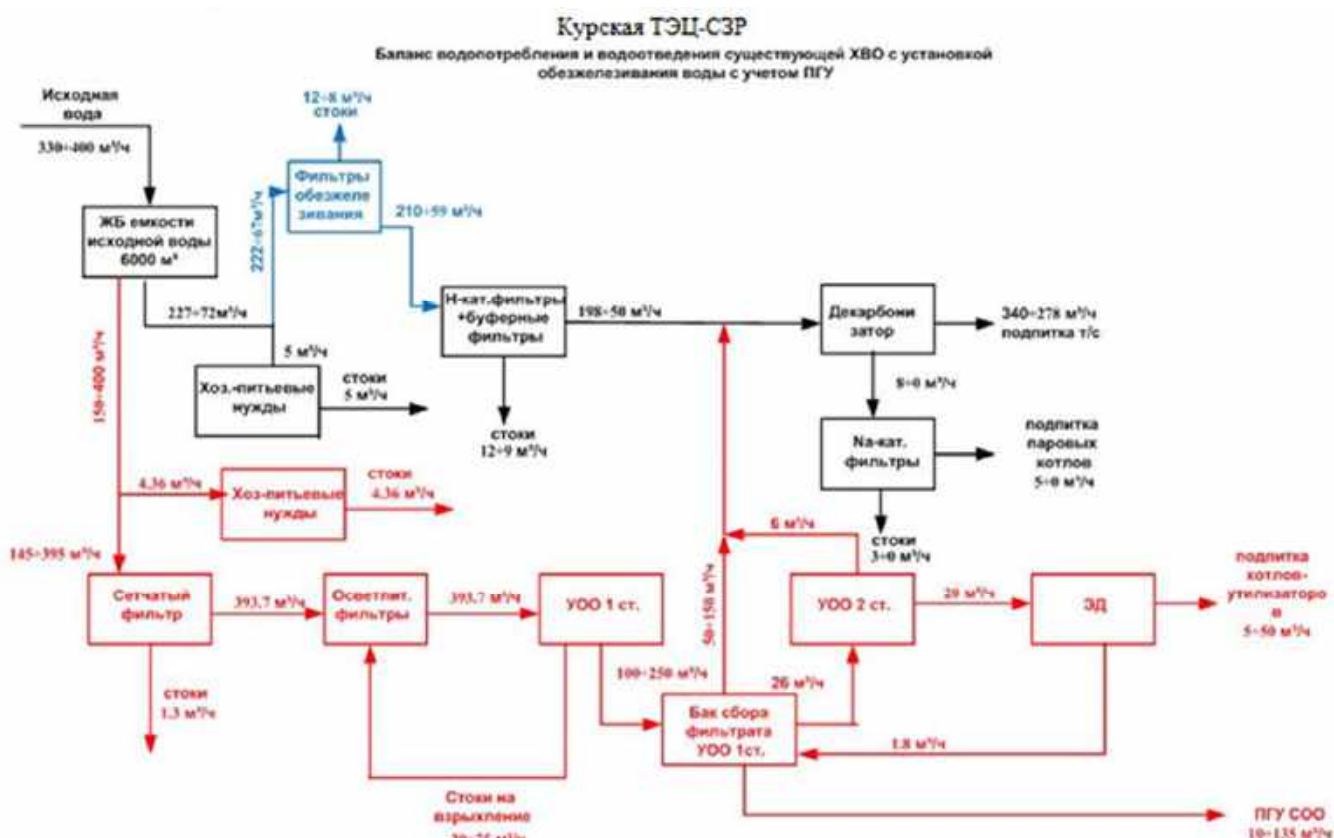 Курская ТЭЦ-СЗР
Баланс водопотребления и водоотведения существующей ХВО с установкой
обезжелезивания воды с учетом ПГУ
Исходная
вода
330÷400 м³/ч
12÷8 м³/ч
стоки
Фильтры
обезжеле
зивания
222÷67м³/ч
210÷59 м³/ч
ЖБ емкости
исходной воды
6000 м³
227÷72м³/ч
Н-кат.фильтры
+буферные
фильтры
198÷50 м³/ч
Декарбони
затор
340÷278 м³/ч
подпитка т/с
5 м³/ч
Хоз.-питьевые
нужды
стоки
5 м³/ч
8÷0 м³/ч
150÷400 м³/ч
стоки
12÷9 м³/ч
Na-кат.
фильтры
подпитка
паровых
котлов
5÷0 м³/ч
4,36 м³/ч
Хоз-питьевые
нужды
стоки
4,36 м³/ч
стоки
3÷0 м³/ч
6 м³/ч
145÷395 м³/ч
Сетчатый
фильтр
393,7 м³/ч
Осветлит.
фильтры
393,7 м³/ч
УОО 1 ст.
50÷158 м³/ч
УОО 2 ст.
20 м³/ч
ЭД
подпитка
котлов-
утилизаторо
в
5÷50 м³/ч
стоки
1,3 м³/ч
100÷250 м³/ч
26 м³/ч
Бак сбора
фильтрата
УОО 1ст.
1,8 м³/ч
Стоки на
взрыхление
ПГУ СОО
10÷135 м³/ч